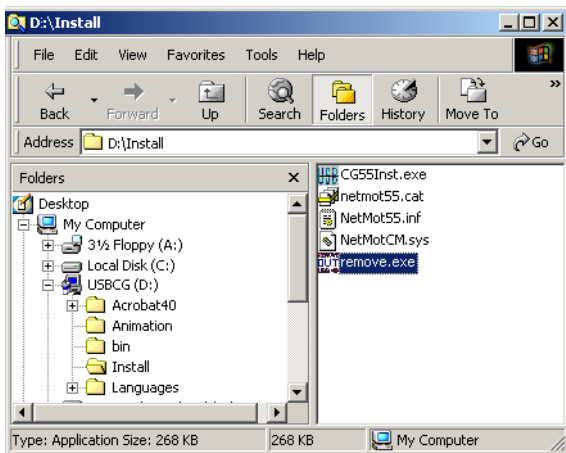 D:\Install
File Edit View Favorites Tools Help
Back Forward Up Search Folders History Move To »
Address D:\Install Go
Folders
Desktop
My Computer
3½ Floppy (A:)
Local Disk (C:)
USBCG (D:)
Acrobat40
Animation
bin
Install
Languages
CG55Inst.exe
netmot55.cat
NetMot55.inf
NetMotCM.sys
remove.exe
Type: Application Size: 268 KB 268 KB My Computer